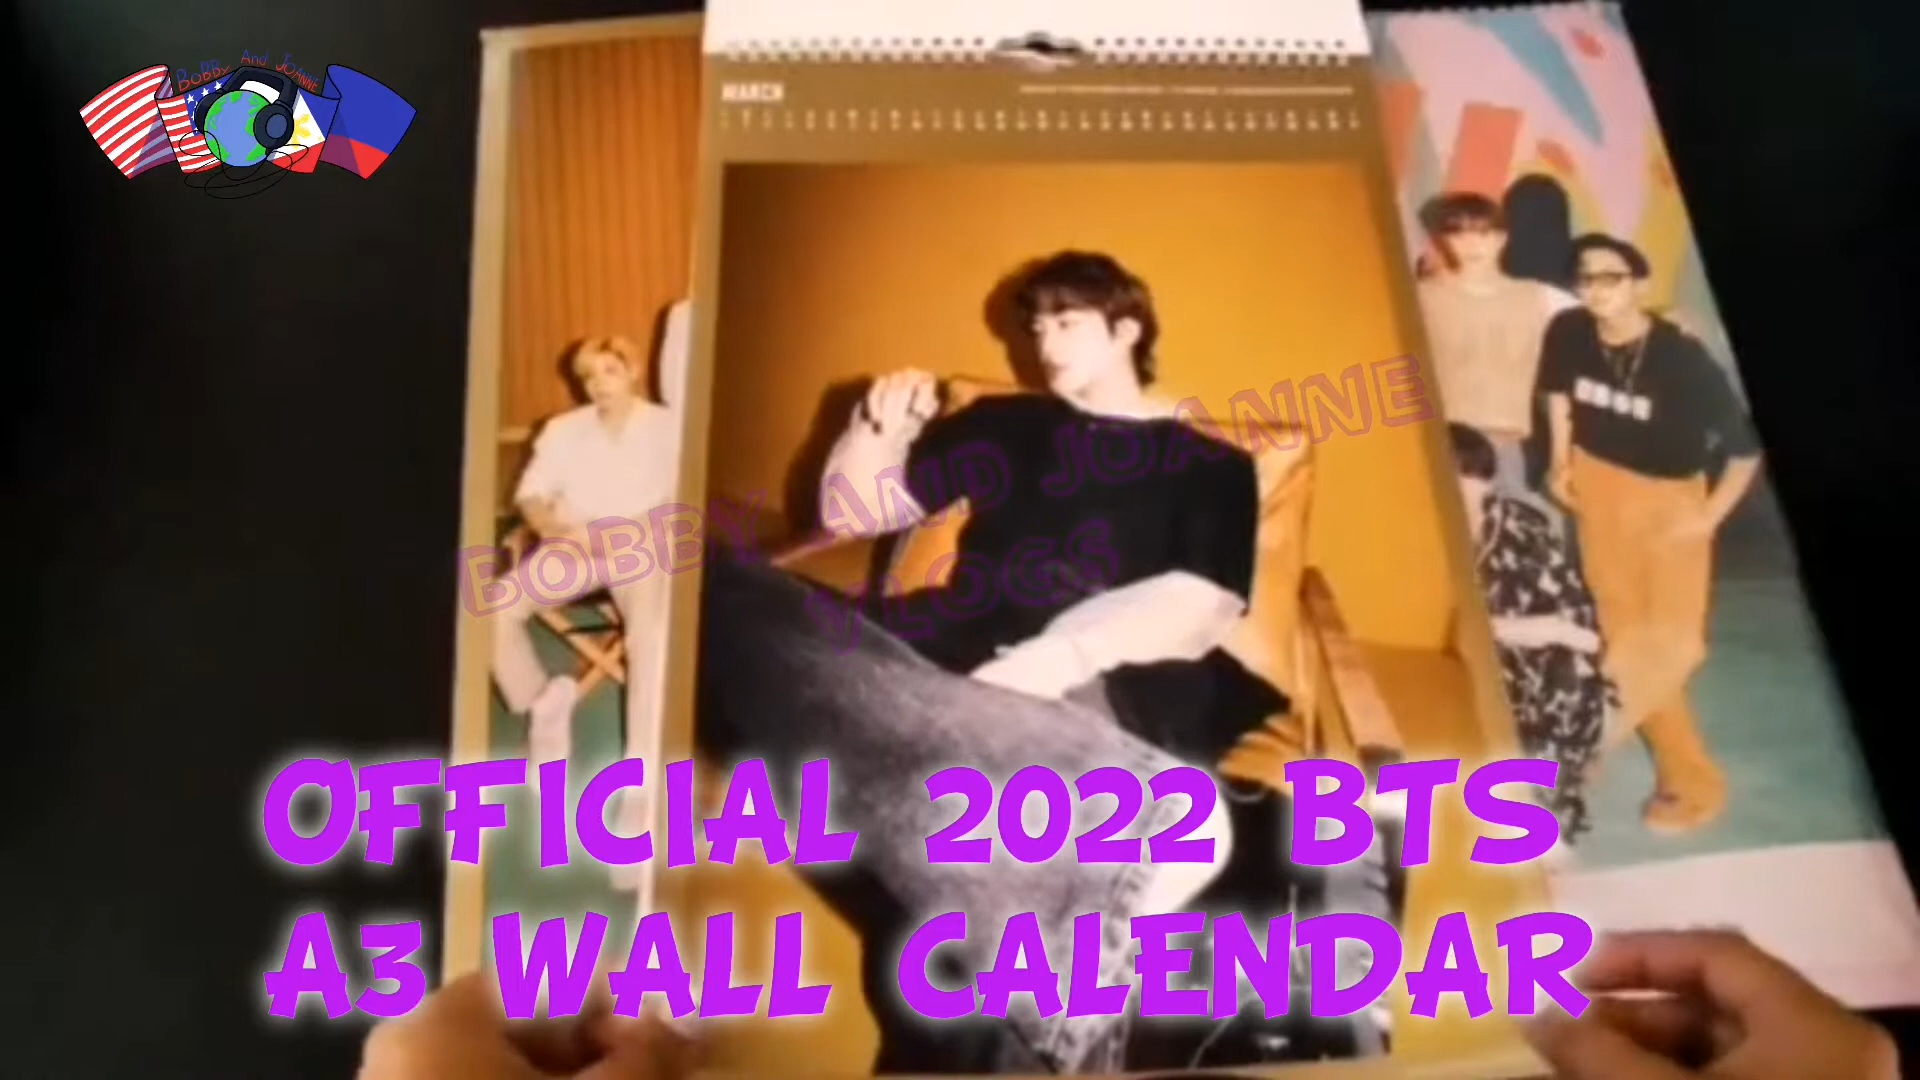 BOBBY And JOANNE
MARCH
BOBBY AND JOANNE
VLOGS
OFFICIAL 2022 BTS
A3 WALL CALENDAR